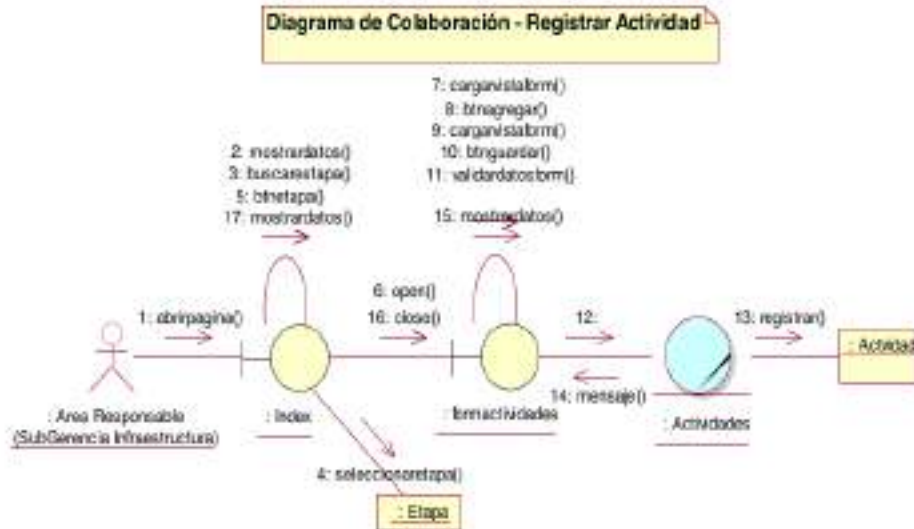 Diagrama de Colaboración - Registrar Actividad
7: cargarvistaform()
8: btnagregar()
9: cargarvistaform()
10: btnguardar()
11: validardatosform()
15: mostrardatos()
2: mostrardatos()
3: buscaretapa()
5: btnetapa()
17: mostrardatos()
6: open()
16: close()
1: abrirpagina()
12:
13: registrar()
14: mensaje()
: Actividad
: Area Responsable
(SubGerencia Infraestructura)
: Index
: formactividades
: Actividades
4: seleccionaretapa()
: Etapa